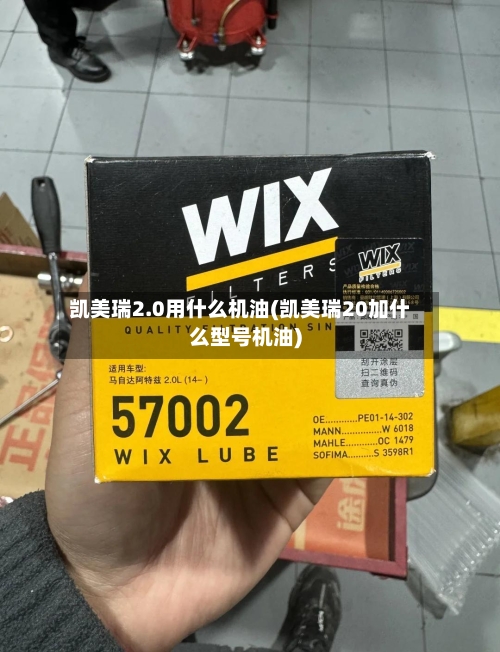 WIX
FILTERS
WIX
FILTERS
凯美瑞2.0用什么机油(凯美瑞20加什
么型号机油)
QUALITY
SIN
刮开涂层
扫二维码
查询真伪
适用车型:
马自达阿特兹 2.0L (14– )
57002
WIX LUBE
OE............PE01-14-302
MANN..........W 6018
MAHLE.........OC 1479
SOFIMA........S 3598R1